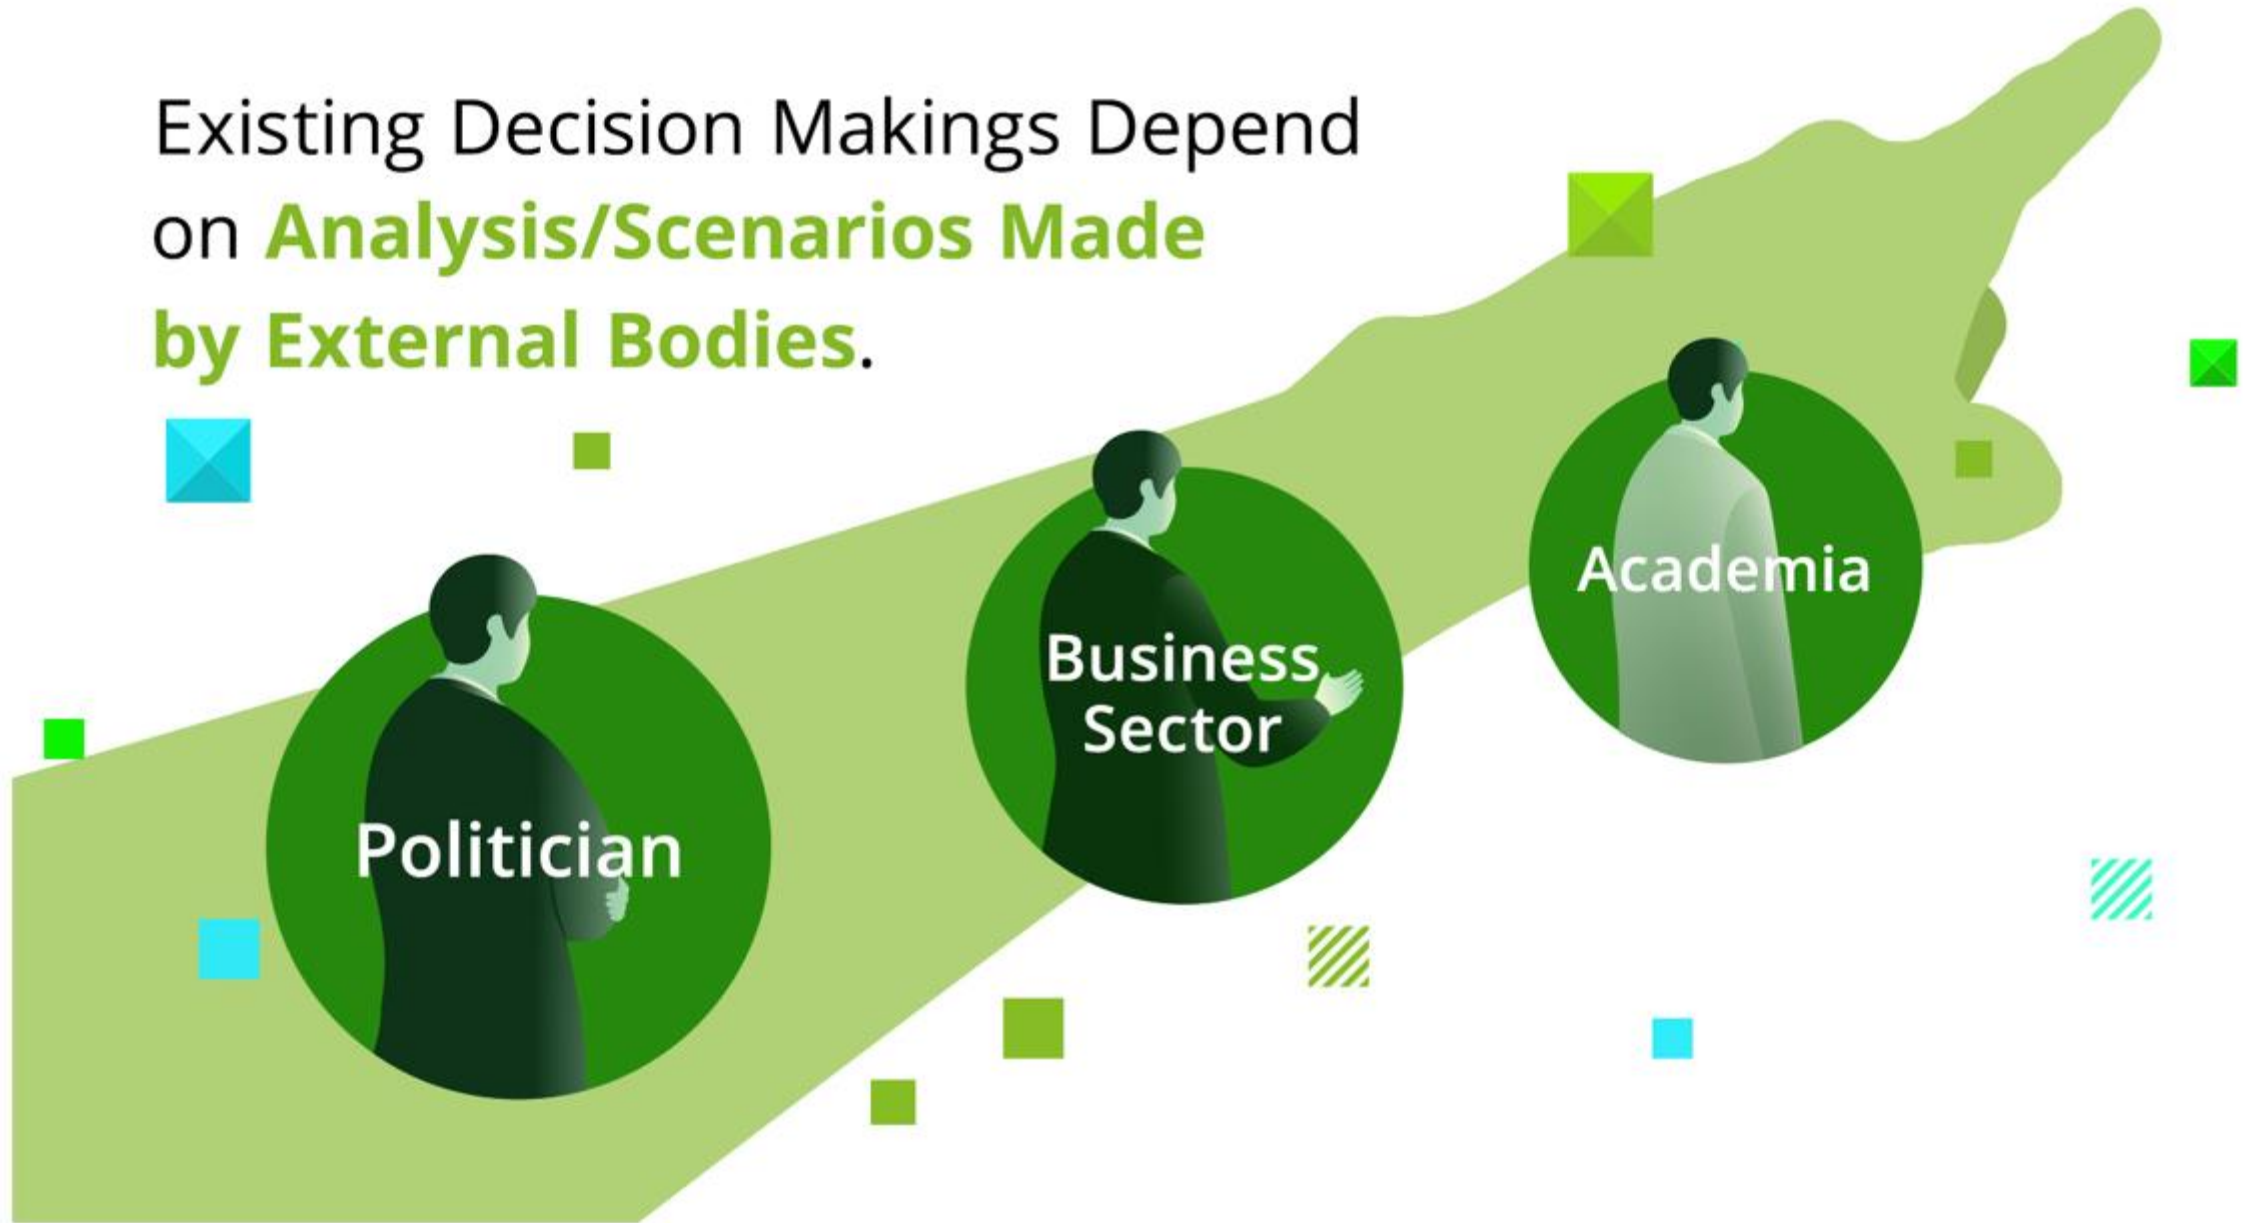 Existing Decision Makings Depend
on Analysis/Scenarios Made
by External Bodies.
Politician
Business
Sector
Academia